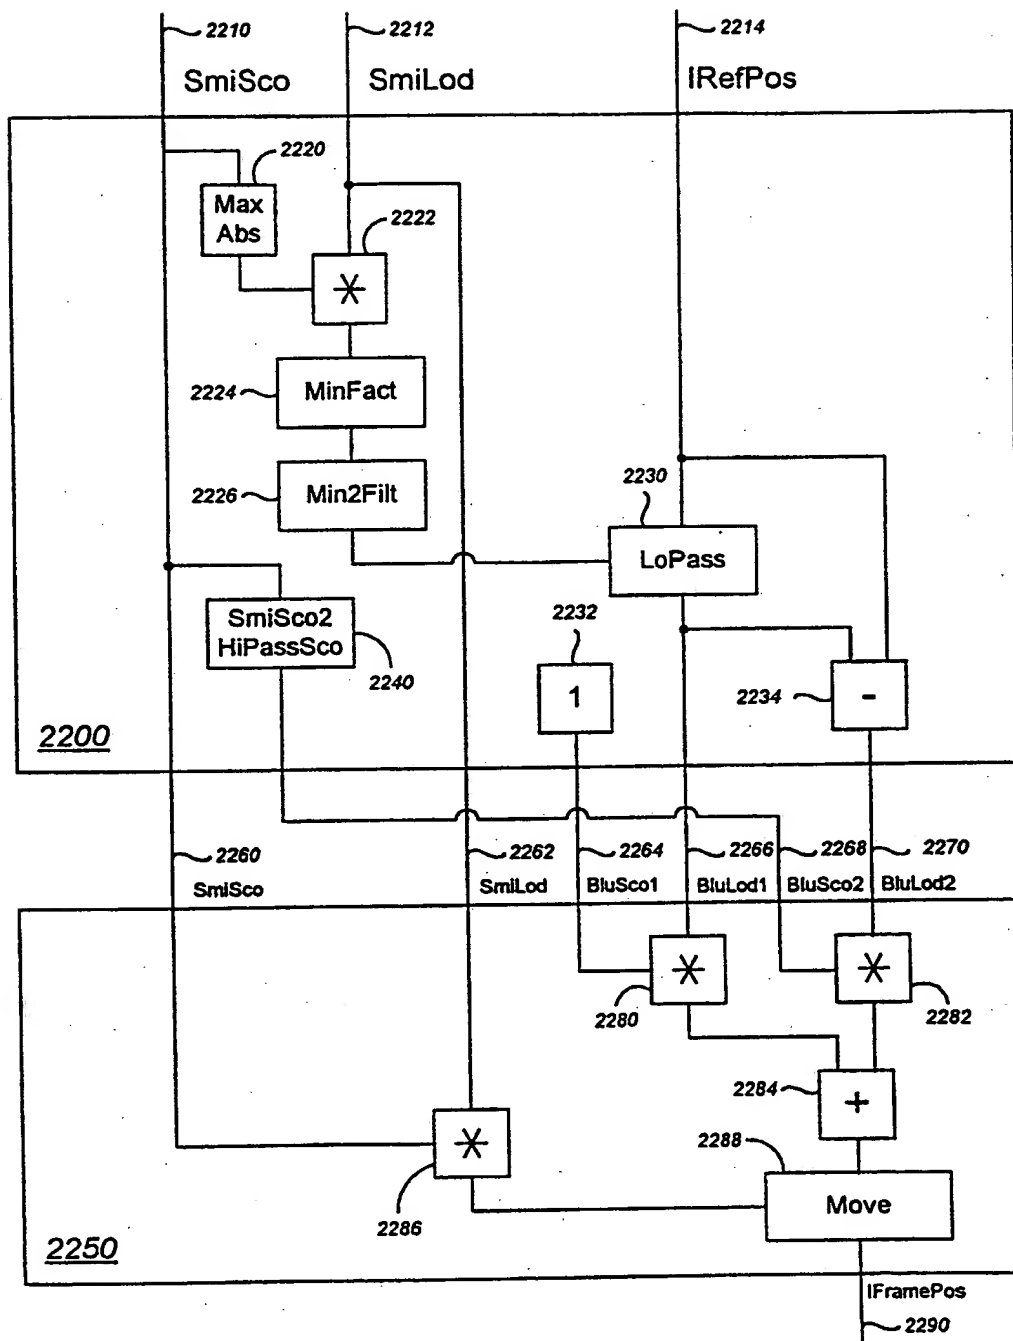 2210
2212
2214
SmiSco
SmiLod
IRefPos
2220
Max
Abs
2222
*
2224
MinFact
2226
Min2Filt
2230
LoPass
SmiSco2
HiPassSco
2240
2232
1
2234
-
2200
2260
2262
2264
2266
2268
2270
SmiSco
SmiLod
BluSco1
BluLod1
BluSco2
BluLod2
*
*
2280
2282
2284
+
*
2286
2288
Move
2250
IFramePos
2290